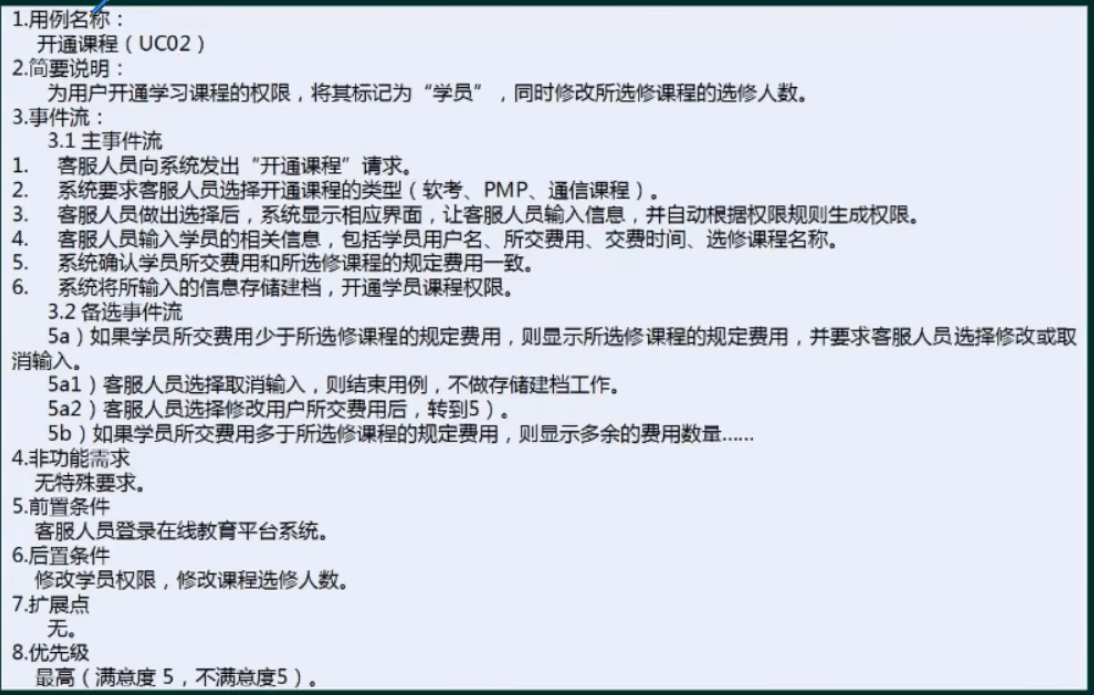 1.用例名称：
开通课程（UC02）
2.简要说明：
为用户开通学习课程的权限，将其标记为“学员”，同时修改所选修课程的选修人数。
3.事件流：
3.1 主事件流
1. 客服人员向系统发出“开通课程”请求。
2. 系统要求客服人员选择开通课程的类型（软考、PMP、通信课程）。
3. 客服人员做出选择后，系统显示相应界面，让客服人员输入信息，并自动根据权限规则生成权限。
4. 客服人员输入学员的相关信息，包括学员用户名、所交费用、交费时间、选修课程名称。
5. 系统确认学员所交费用和所选修课程的规定费用一致。
6. 系统将所输入的信息存储建档，开通学员课程权限。
3.2 备选事件流
5a）如果学员所交费用少于所选修课程的规定费用，则显示所选修课程的规定费用，并要求客服人员选择修改或取
消输入。
5a1）客服人员选择取消输入，则结束用例，不做存储建档工作。
5a2）客服人员选择修改用户所交费用后，转到5）。
5b）如果学员所交费用多于所选修课程的规定费用，则显示多余的费用数量……
4.非功能需求
无特殊要求。
5.前置条件
客服人员登录在线教育平台系统。
6.后置条件
修改学员权限，修改课程选修人数。
7.扩展点
无。
8.优先级
最高（满意度 5，不满意度5）。